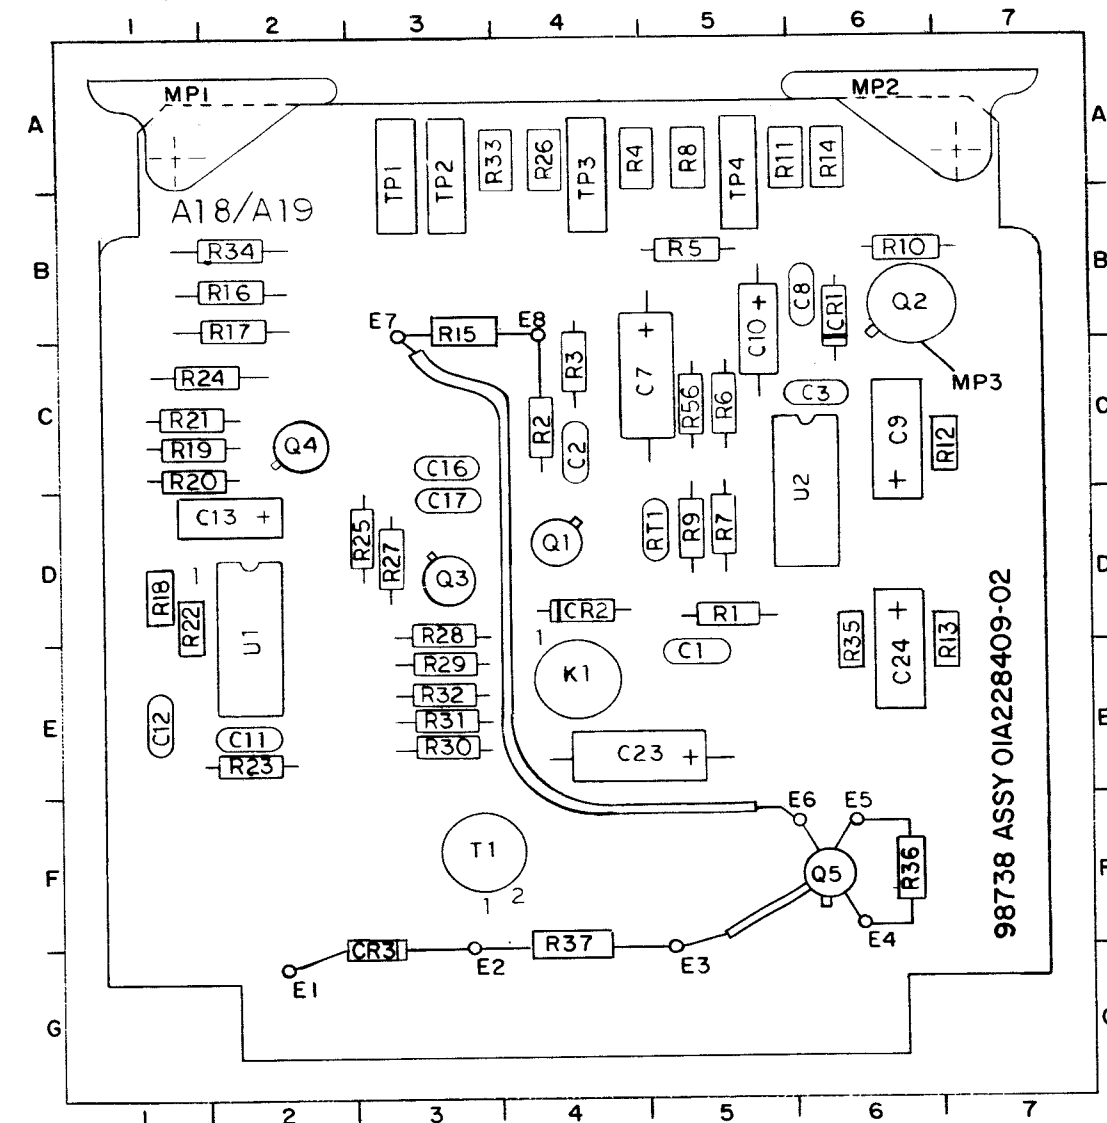 1 2 3 4 5 6 7
MP1 MP2
A A
TP1 TP2 R33 R26 TP3 R4 R8 TP4 R11 R14
A18/A19
R34 R5 R10
B B
R16 C8 CR1 Q2
R17 E7 R15 E8 C10 +
+ C7 R3 MP3
R24 C3
R21 R2 R56 R6 C9 + C
C
R19 Q4 C2 R12
R20 C16 U2
C17
C13 + R25 R27 Q1 RT1 R9 R7
D D
R18 1 Q3
R22 CR2 R1 +
U1 R28 1 C1 R35 C24 R13
R29 K1
R32
E E
C12 R31
C11 R30 C23 +
R23
98738 ASSY 01A228409-02
E6 E5
T1 Q5 R36
F F
1 2
E4
CR3 E2 R37 E3
E1
G
1 2 3 4 5 6 7